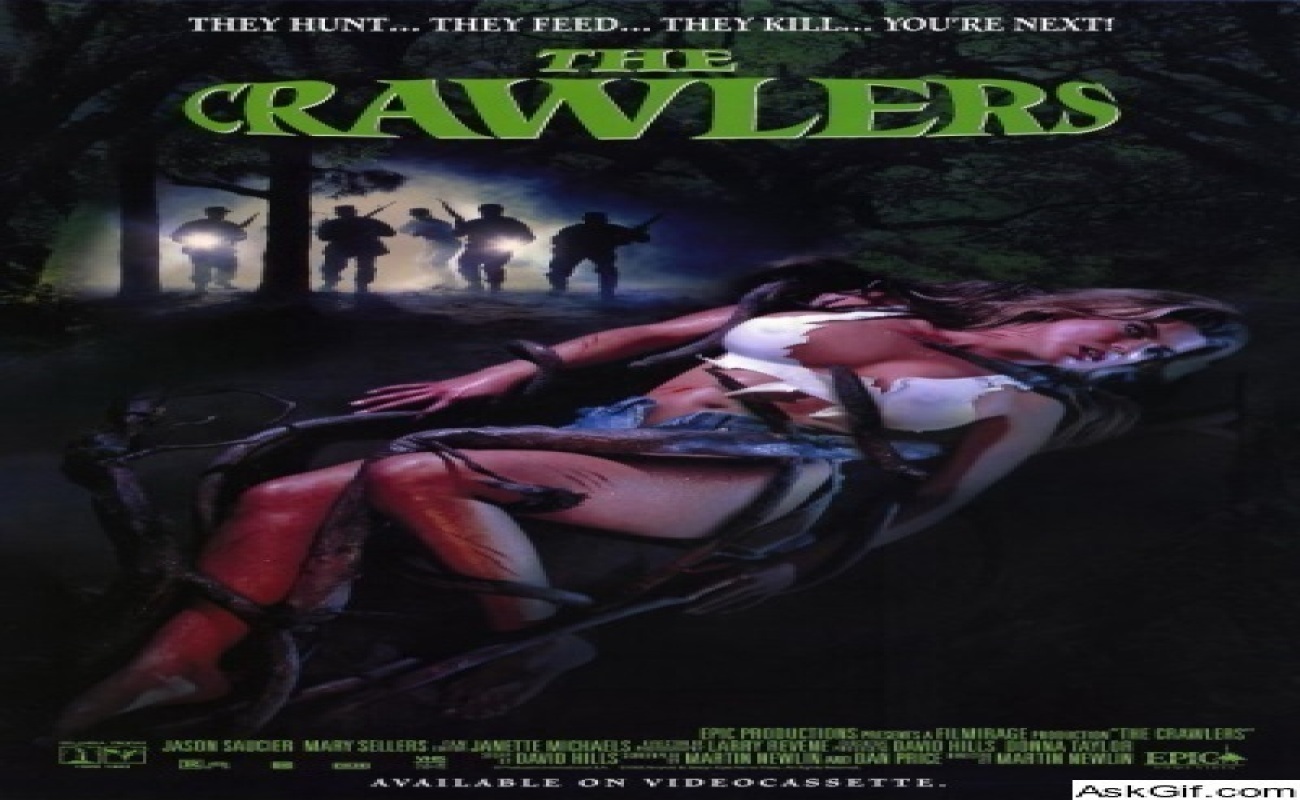 THEY HUNT... THEY FEED... THEY KILL... YOU'RE NEXT!
THE
CRAWLERS
EPIC PRODUCTIONS PRESENTS A FILMIRAGE PRODUCTION "THE CRAWLERS"
JASON SAUCIER MARY SELLERS JANETTE MICHAELS LARRY REVENE DAVID HILLS DONNA TAYLOR
DAVID HILLS MARTIN NEWLIN AND DAN PRICE MARTIN NEWLIN
EPIC
AVAILABLE ON VIDEOCASSETTE.
AskGif.com